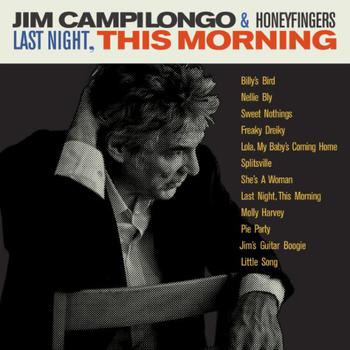 JIM CAMPILONGO & HONEYFINGERS
LAST NIGHT, THIS MORNING
Billy's Bird
Nellie Bly
Sweet Nothings
Freaky Dreiky
Lola, My Baby's Coming Home
Splitsville
She's A Woman
Last Night, This Morning
Molly Harvey
Pie Party
Jim's Guitar Boogie
Little Song